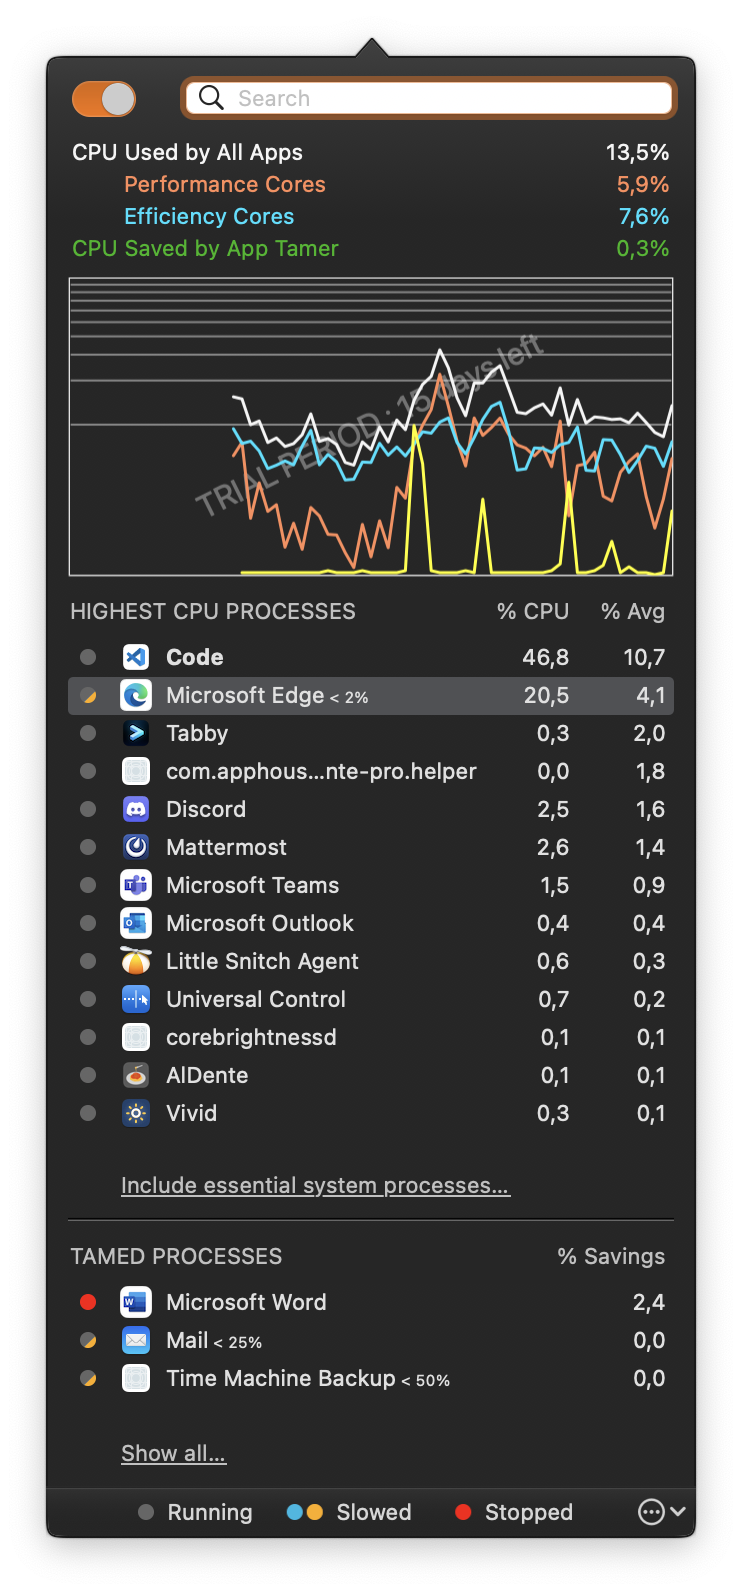 Search
CPU Used by All Apps 13,5%
Performance Cores 5,9%
Efficiency Cores 7,6%
CPU Saved by App Tamer 0,3%
TRIAL PERIOD : 15 days left
HIGHEST CPU PROCESSES % CPU % Avg
Code 46,8 10,7
Microsoft Edge < 2% 20,5 4,1
Tabby 0,3 2,0
com.apphous...nte-pro.helper 0,0 1,8
Discord 2,5 1,6
Mattermost 2,6 1,4
Microsoft Teams 1,5 0,9
Microsoft Outlook 0,4 0,4
Little Snitch Agent 0,6 0,3
Universal Control 0,7 0,2
corebrightnessd 0,1 0,1
AlDente 0,1 0,1
Vivid 0,3 0,1
Include essential system processes...
TAMED PROCESSES % Savings
Microsoft Word 2,4
Mail < 25% 0,0
Time Machine Backup < 50% 0,0
Show all...
Running Slowed Stopped